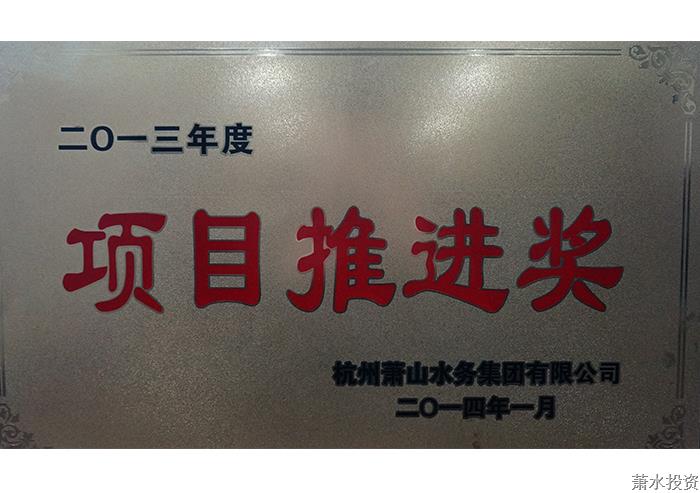 二〇一三年度
项目推进奖
杭州萧山水务集团有限公司
二〇一四年一月
萧水投资